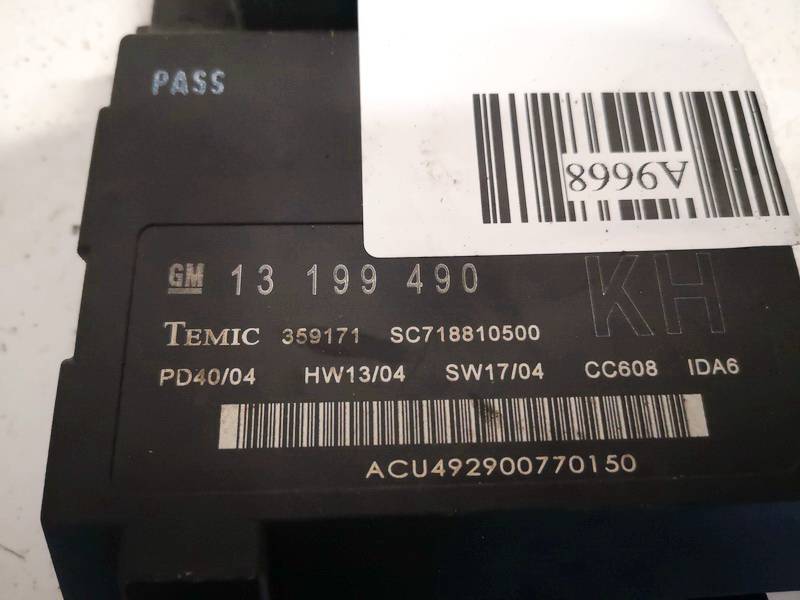 PASS
A9668
GM 13 199 490 KH
TEMIC 359171 SC718810500
PD40/04 HW13/04 SW17/04 CC608 IDA6
ACU492900770150